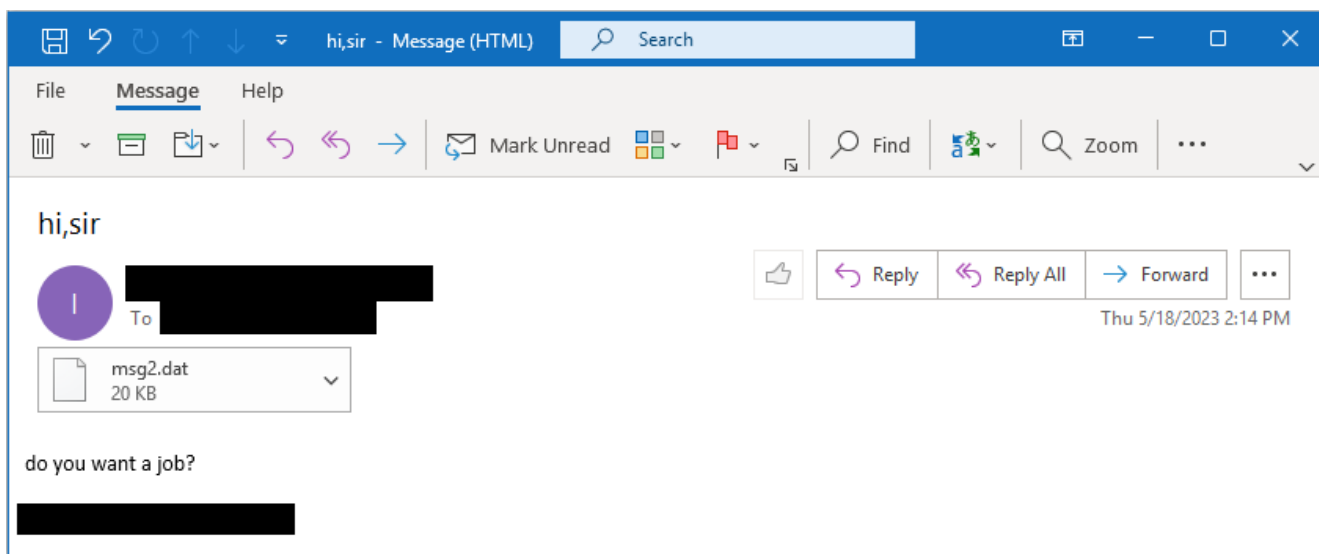 hi,sir - Message (HTML)
Search
File Message Help
Mark Unread Find Zoom
hi,sir
I
Reply Reply All Forward
To
Thu 5/18/2023 2:14 PM
msg2.dat
20 KB
do you want a job?